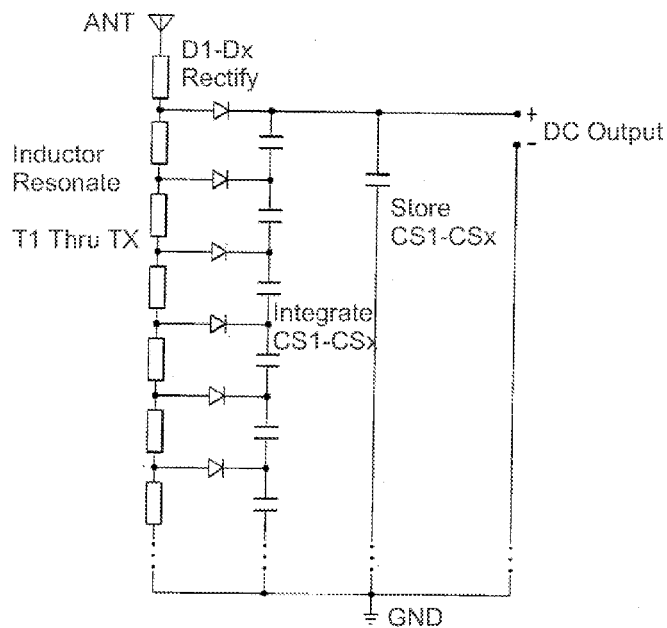 ANT
D1-Dx
Rectify
+
DC Output
-
Inductor
Resonate
Store
CS1-CSx
T1 Thru TX
Integrate
CS1-CSx
GND